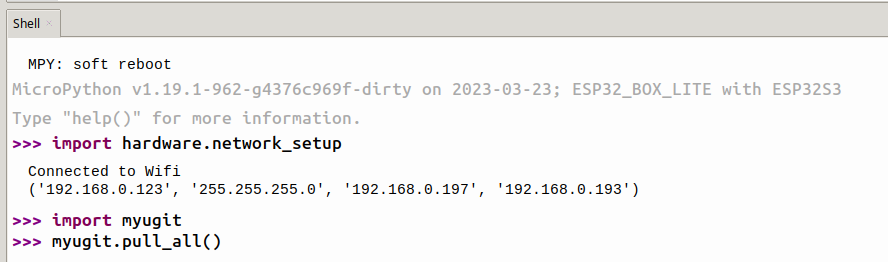 Shell ×
MPY: soft reboot
MicroPython v1.19.1-962-g4376c969f-dirty on 2023-03-23; ESP32_BOX_LITE with ESP32S3
Type "help()" for more information.
>>> import hardware.network_setup
Connected to Wifi
('192.168.0.123', '255.255.255.0', '192.168.0.197', '192.168.0.193')
>>> import myugit
>>> myugit.pull_all()